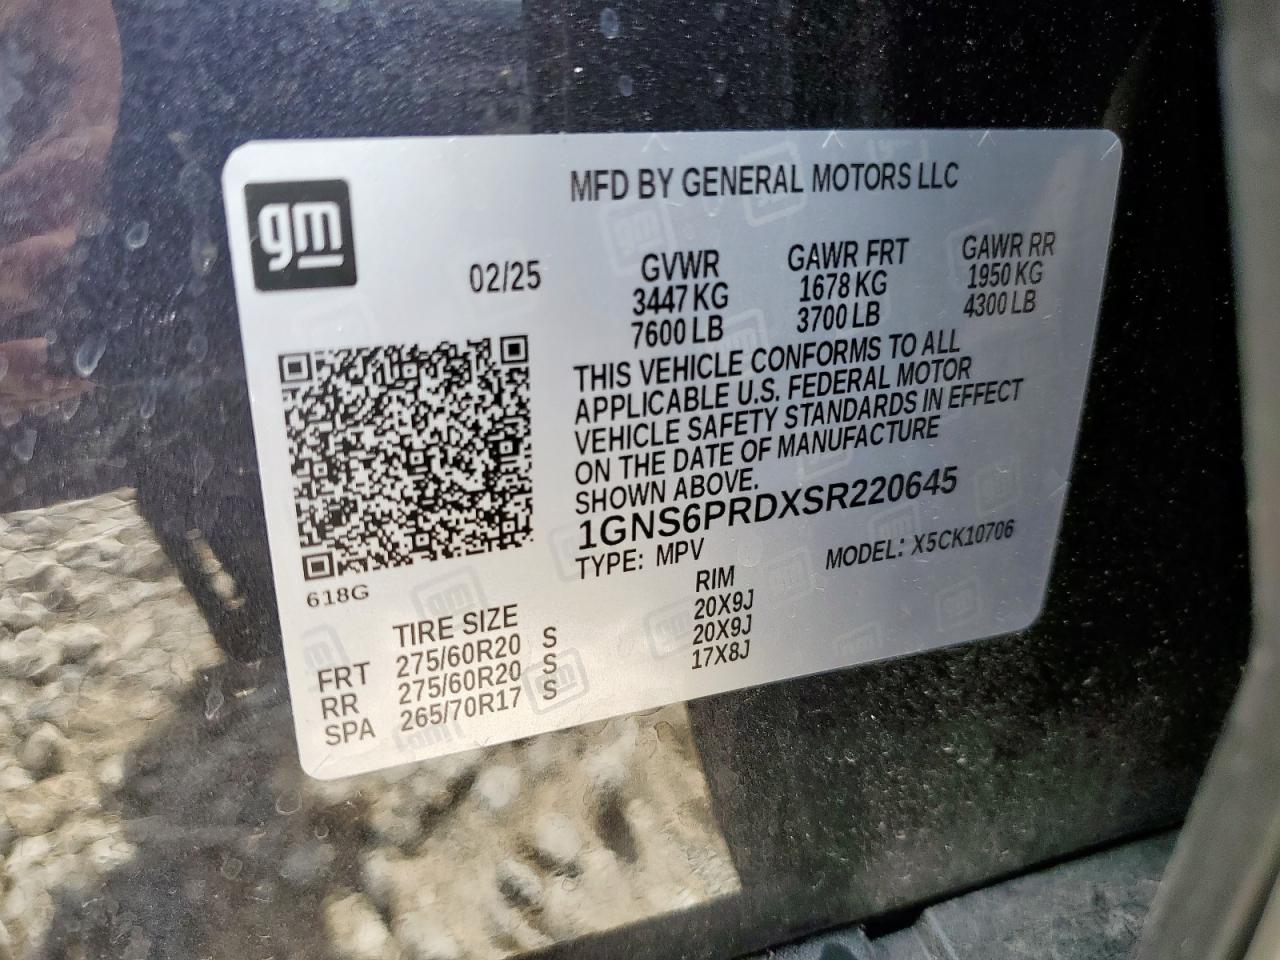 gm
MFD BY GENERAL MOTORS LLC
02/25
GVWR GAWR FRT GAWR RR
3447 KG 1678 KG 1950 KG
7600 LB 3700 LB 4300 LB
THIS VEHICLE CONFORMS TO ALL
APPLICABLE U.S. FEDERAL MOTOR
VEHICLE SAFETY STANDARDS IN EFFECT
ON THE DATE OF MANUFACTURE
SHOWN ABOVE.
1GNS6PRDXSR220645
TYPE: MPV MODEL: X5CK10706
618G
TIRE SIZE RIM
FRT 275/60R20 S 20X9J
RR 275/60R20 S 20X9J
SPA 265/70R17 S 17X8J